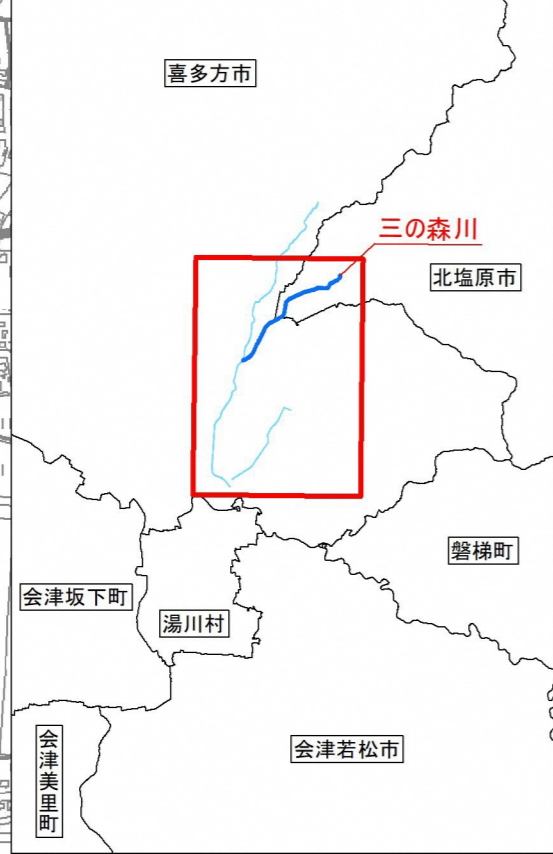 喜多方市
三の森川
北塩原市
磐梯町
会津坂下町
湯川村
会津若松市
会津美里町